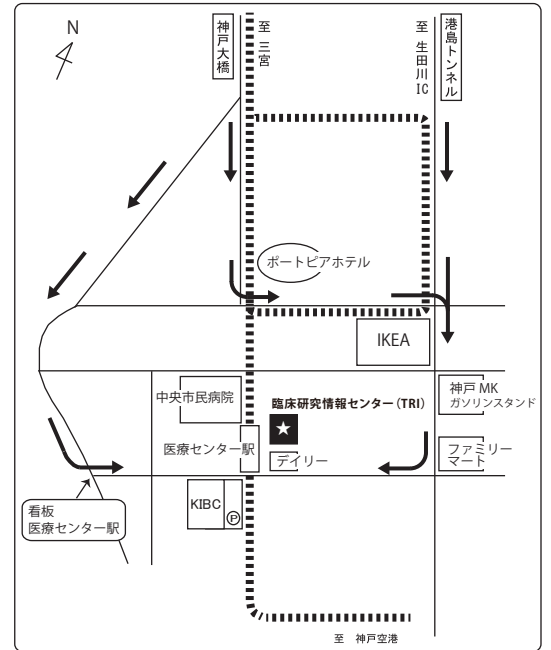 N
神戸大橋
至 三宮
至 生田川IC
港島トンネル
ポートピアホテル
IKEA
中央市民病院
臨床研究情報センター(TRI)
神戸 MK
ガソリンスタンド
医療センター駅
デイリー
ファミリー
マート
KIBC
P
看板
医療センター駅
至 神戸空港